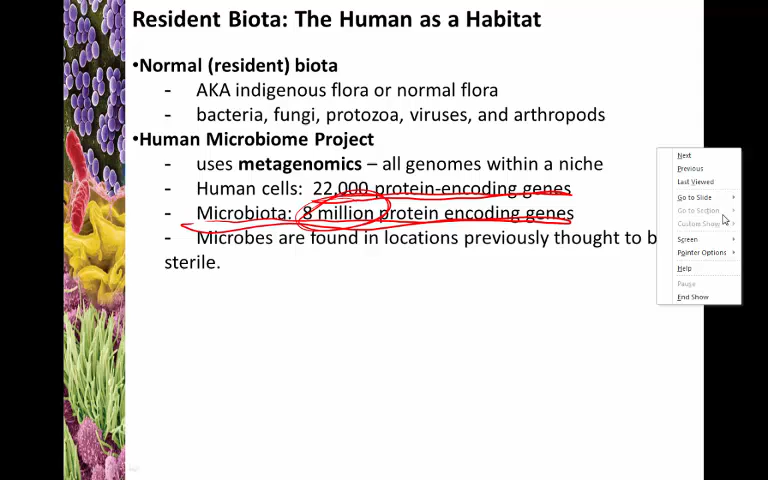 Resident Biota: The Human as a Habitat
•Normal (resident) biota
- AKA indigenous flora or normal flora
- bacteria, fungi, protozoa, viruses, and arthropods
•Human Microbiome Project
- uses metagenomics – all genomes within a niche
- Human cells: 22,000 protein-encoding genes
- Microbiota: 8 million protein encoding genes
- Microbes are found in locations previously thought to b
sterile.
Next
Previous
Last Viewed
Go to Slide
Go to Section
Custom Show
Screen
Pointer Options
Help
Pause
End Show